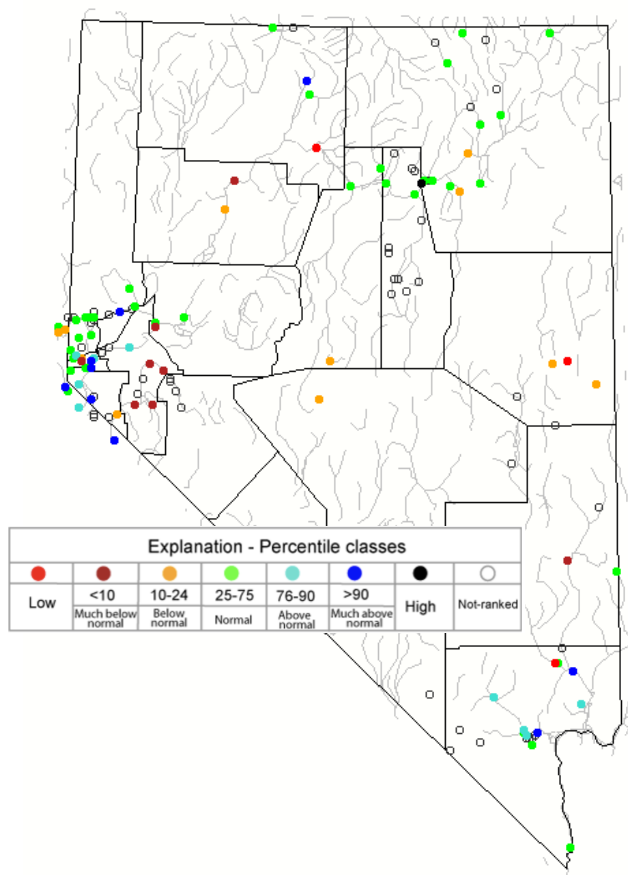 Explanation - Percentile classes
<10 10-24 25-75 76-90 >90
Low Much below normal Below normal Normal Above normal Much above normal High Not-ranked